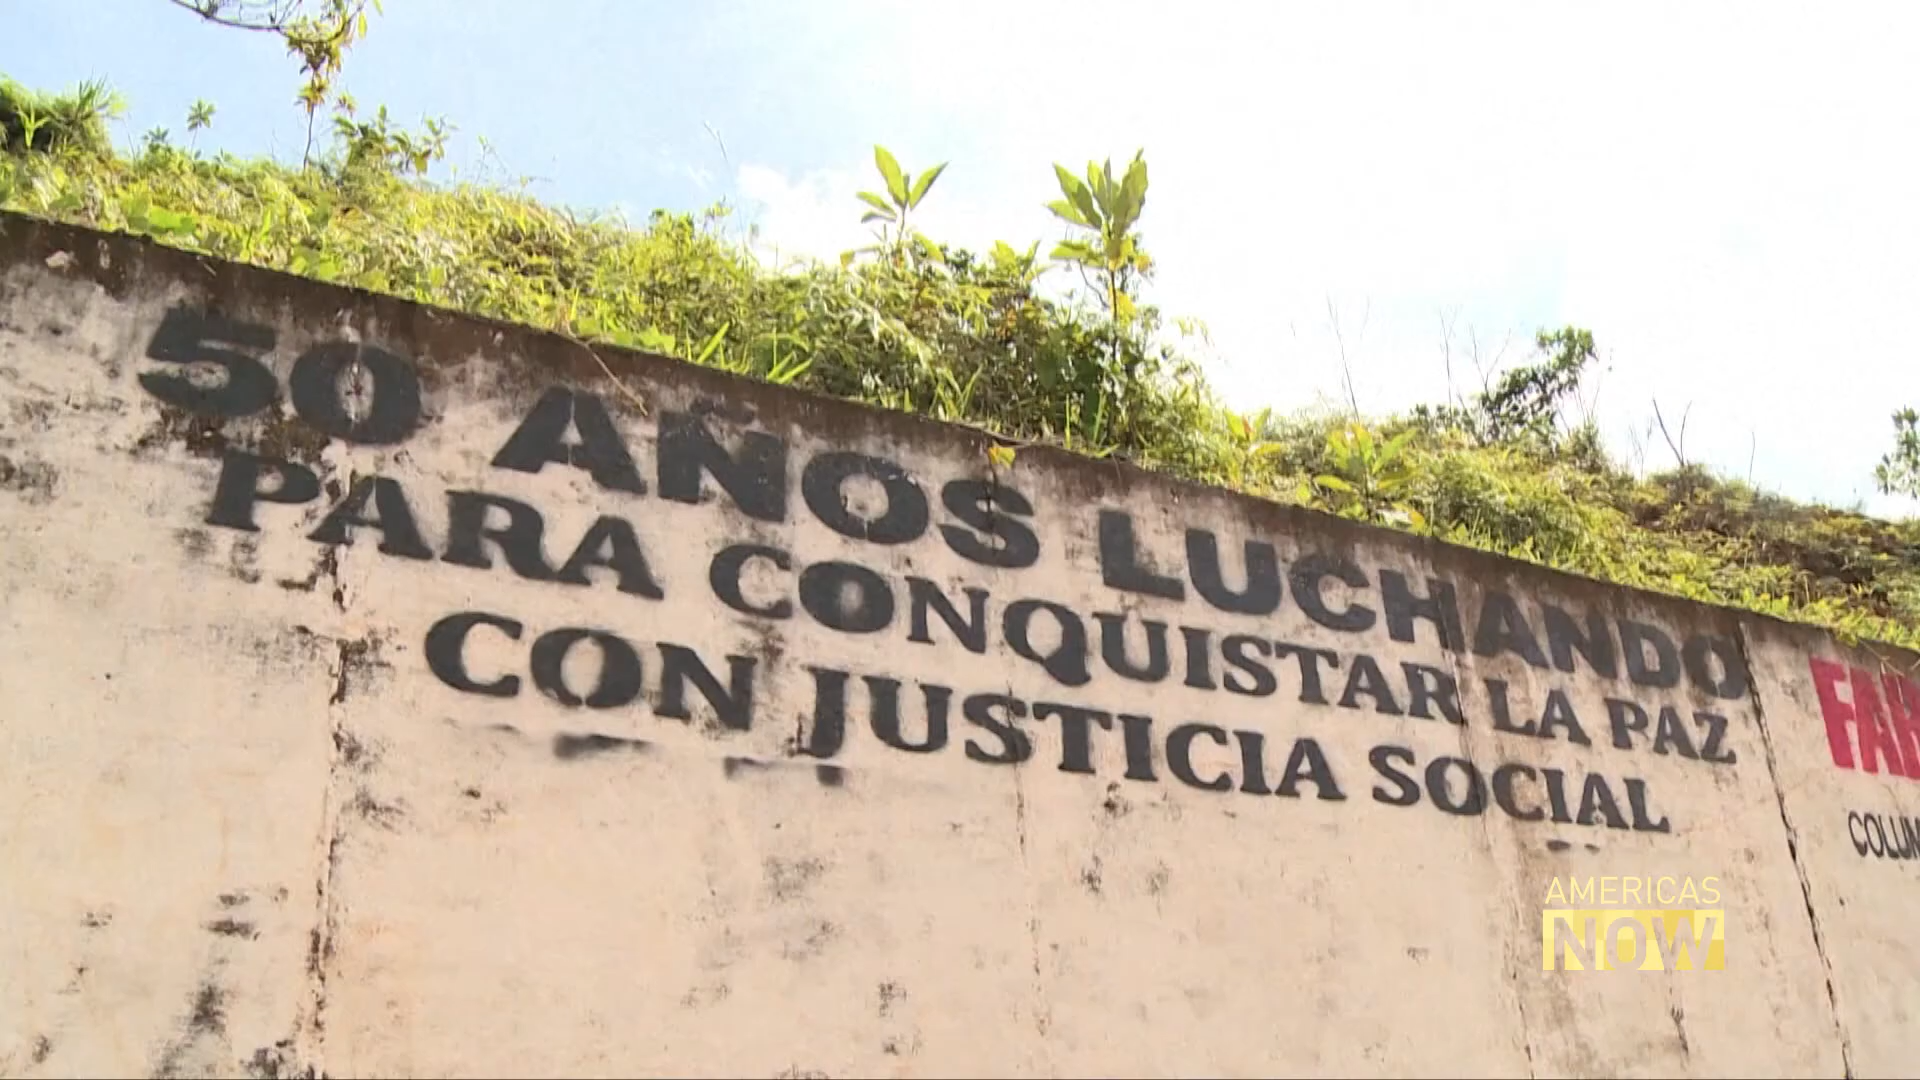 50 AÑOS LUCHANDO
PARA CONQUISTAR LA PAZ
CON JUSTICIA SOCIAL
AMERICAS
NOW